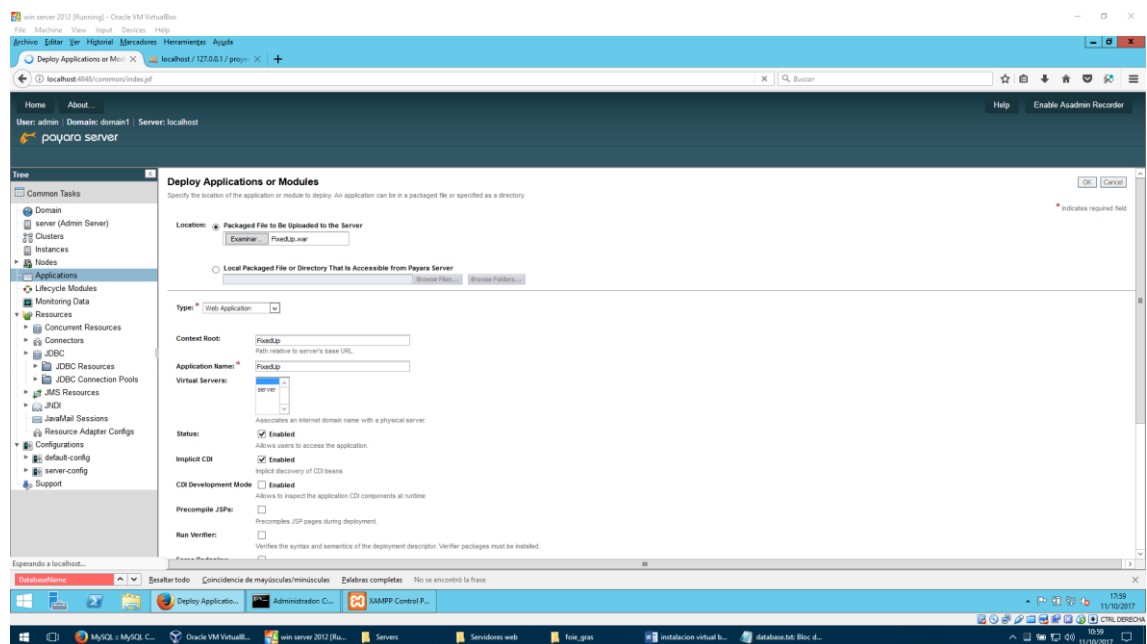 win server 2012 [Running] - Oracle VM VirtualBox
File Machine View Input Devices Help
Archivo Editar Ver Historial Marcadores Herramientas Ayuda
Deploy Applications or Mod
localhost / 127.0.0.1 / proye
localhost:4848/common/index.jsf
Buscar
Home About...
Help Enable Asadmin Recorder
User: admin Domain: domain1 Server: localhost
payara server
Tree
Common Tasks
Domain
server (Admin Server)
Clusters
Instances
Nodes
Applications
Lifecycle Modules
Monitoring Data
Resources
Concurrent Resources
Connectors
JDBC
JDBC Resources
JDBC Connection Pools
JMS Resources
JNDI
JavaMail Sessions
Resource Adapter Configs
Configurations
default-config
server-config
Support
Deploy Applications or Modules
OK Cancel
Specify the location of the application or module to deploy. An application can be in a packaged file or specified as a directory.
* Indicates required field
Location: Packaged File to Be Uploaded to the Server
Examinar... FixedUp.war
Local Packaged File or Directory That Is Accessible from Payara Server
Browse Files... Browse Folders...
Type: * Web Application
Context Root: FixedUp
Path relative to server's base URL.
Application Name: * FixedUp
Virtual Servers:
server
Associates an Internet domain name with a physical server.
Status: Enabled
Allows users to access the application.
Implicit CDI Enabled
Implicit discovery of CDI beans
CDI Development Mode Enabled
Allows to inspect the application CDI components at runtime
Precompile JSPs:
Precompiles JSP pages during deployment.
Run Verifier:
Verifies the syntax and semantics of the deployment descriptor. Verifier packages must be installed.
Esperando a localhost...
DatabaseName
Resaltar todo Coincidencia de mayúsculas/minúsculas Palabras completas No se encontró la frase
Deploy Applicatio...
Administrador: C:...
XAMPP Control P...
17:59
11/10/2017
CTRL DERECHA
MySQL :: MySQL C...
Oracle VM VirtualB...
win server 2012 [Ru...
Servers
Servidores web
foie_gras
instalacion virtual b...
database.txt: Bloc d...
10:59
11/10/2017